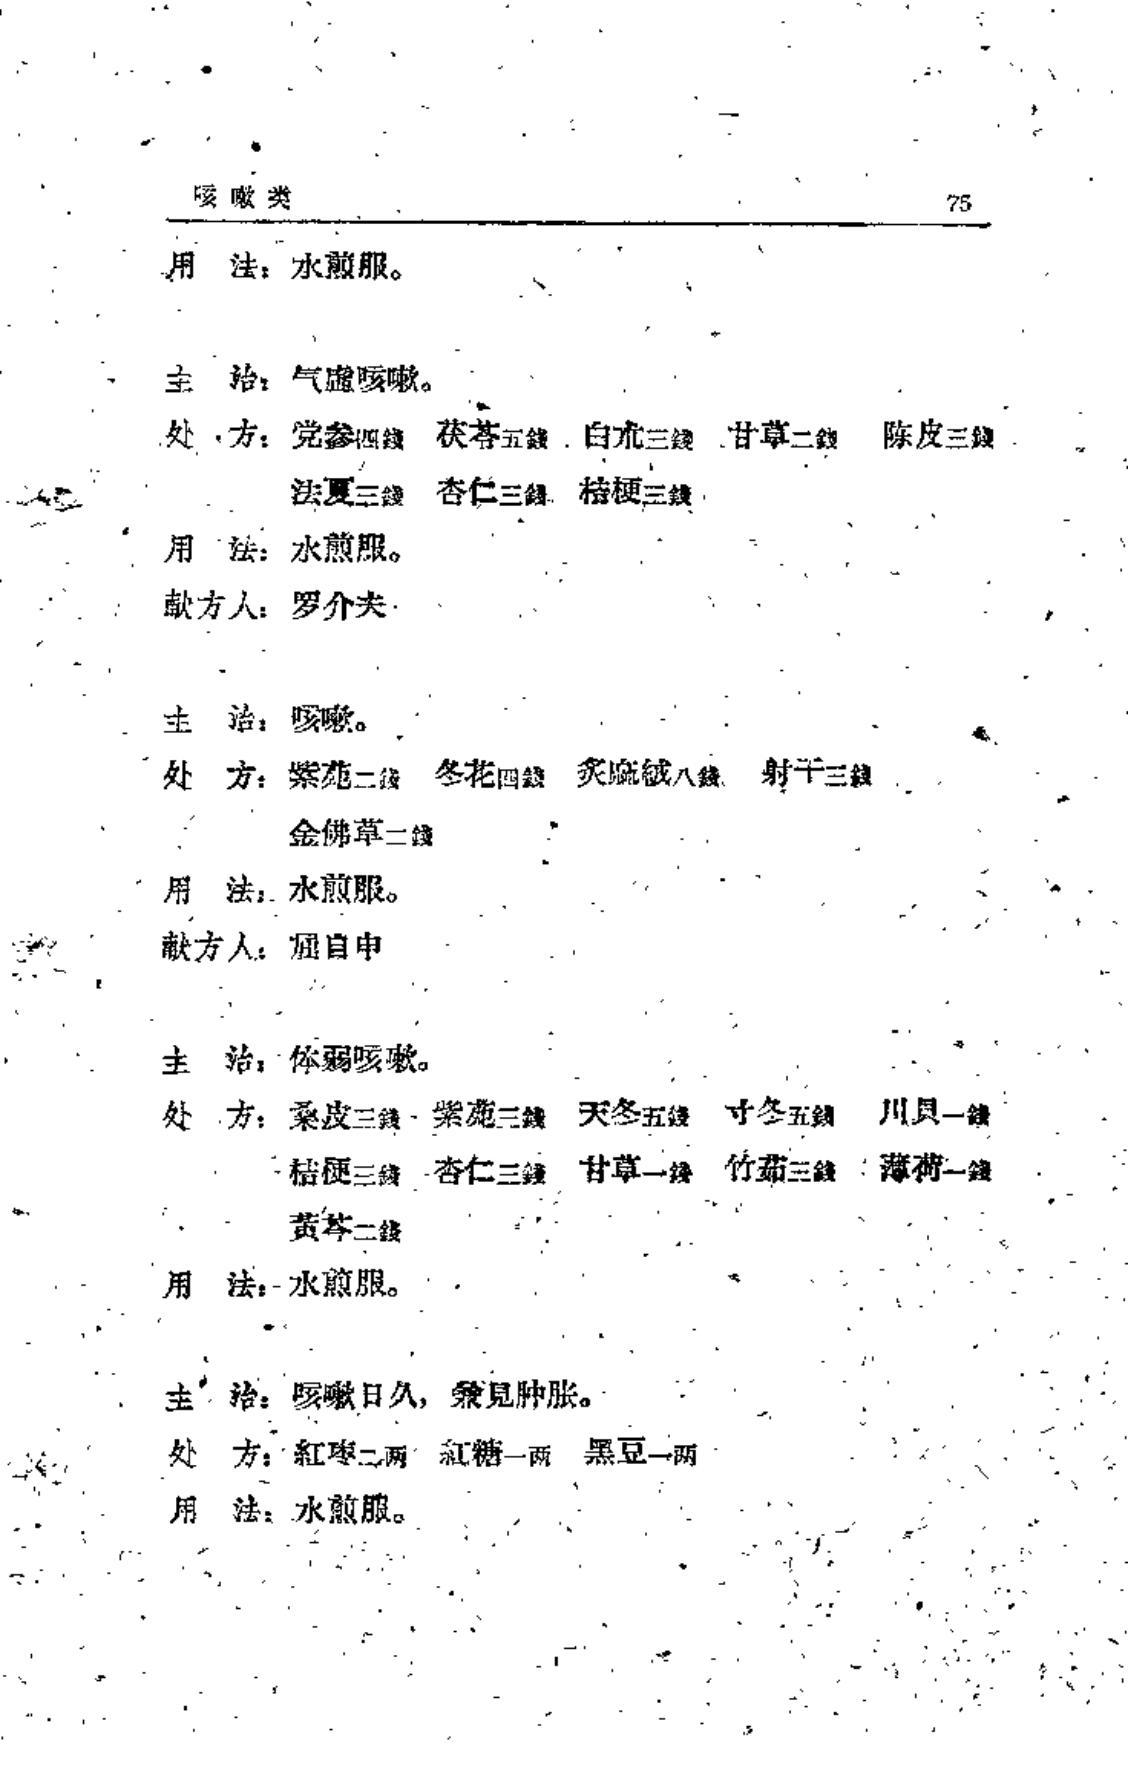 咳嗽类 75
用 法：水煎服。
主 治：气虚咳嗽。
处 方：党参四錢 茯苓五錢 白朮三錢 甘草二錢 陈皮三錢
法夏三錢 杏仁三錢 桔梗三錢
用 法：水煎服。
献方人：罗介夫
主 治：咳嗽。
处 方：紫苑二錢 冬花四錢 炙麻绒八錢 射干三錢
金佛草二錢
用 法：水煎服。
献方人：屈自申
主 治：体弱咳嗽。
处 方：桑皮三錢 紫苑三錢 天冬五錢 寸冬五錢 川貝一錢
桔梗三錢 杏仁三錢 甘草一錢 竹茹三錢 薄荷一錢
黃芩二錢
用 法：水煎服。
主 治：咳嗽日久，兼見肿胀。
处 方：紅枣二两 紅糖一两 黑豆一两
用 法：水煎服。